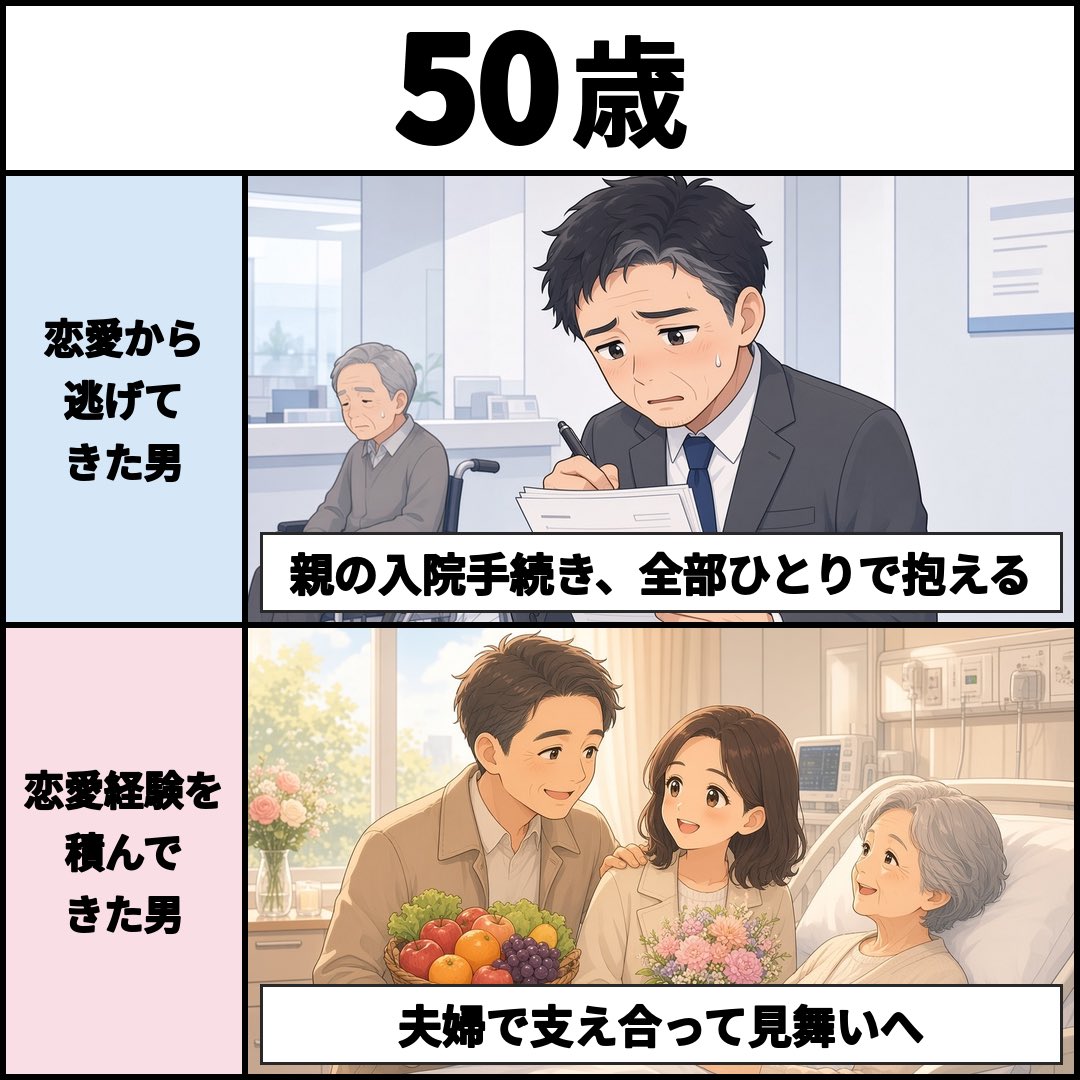 50歳
恋愛から
逃げて
きた男
親の入院手続き、全部ひとりで抱える
恋愛経験を
積んで
きた男
夫婦で支え合って見舞いへ